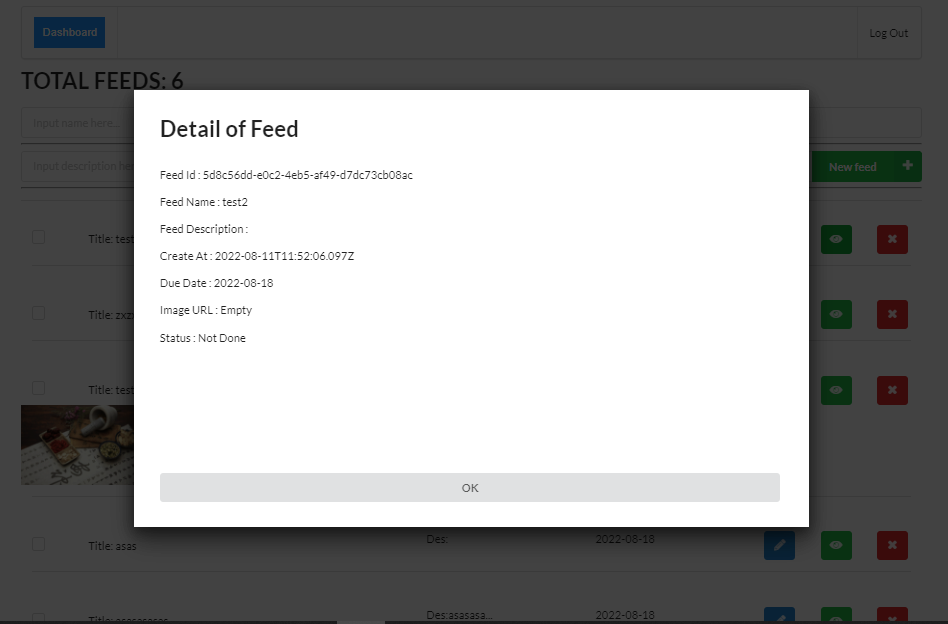 Dashboard
Log Out
TOTAL FEEDS: 6
Input name here...
Detail of Feed
Input description
New feed
Feed Id : 5d8c56dd-e0c2-4eb5-af49-d7dc73cb08ac
Feed Name : test2
Feed Description :
Title: test
Create At : 2022-08-11T11:52:06.097Z
Due Date : 2022-08-18
Image URL : Empty
Title:
Status : Not Done
Title: test
OK
Title: asas
Des:
2022-08-18
Des:asasasa...
2022-08-18
Title: